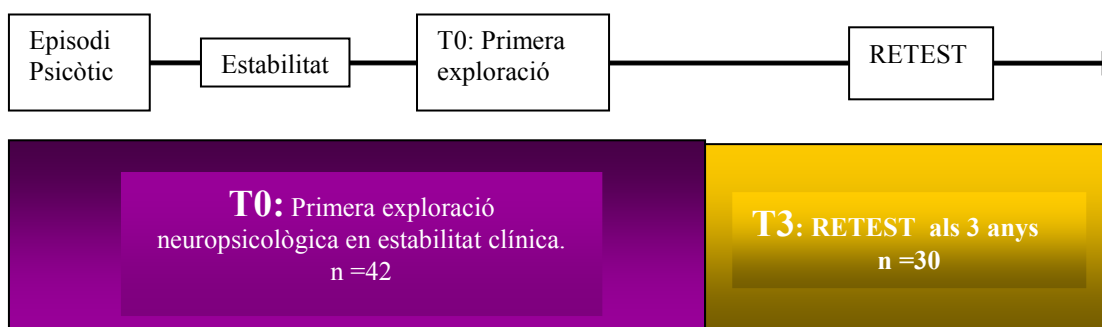 Episodi
Psicòtic
Estabilitat
T0: Primera
exploració
RETEST
T0: Primera exploració
neuropsicològica en estabilitat clínica.
n =42
T3: RETEST als 3 anys
n =30